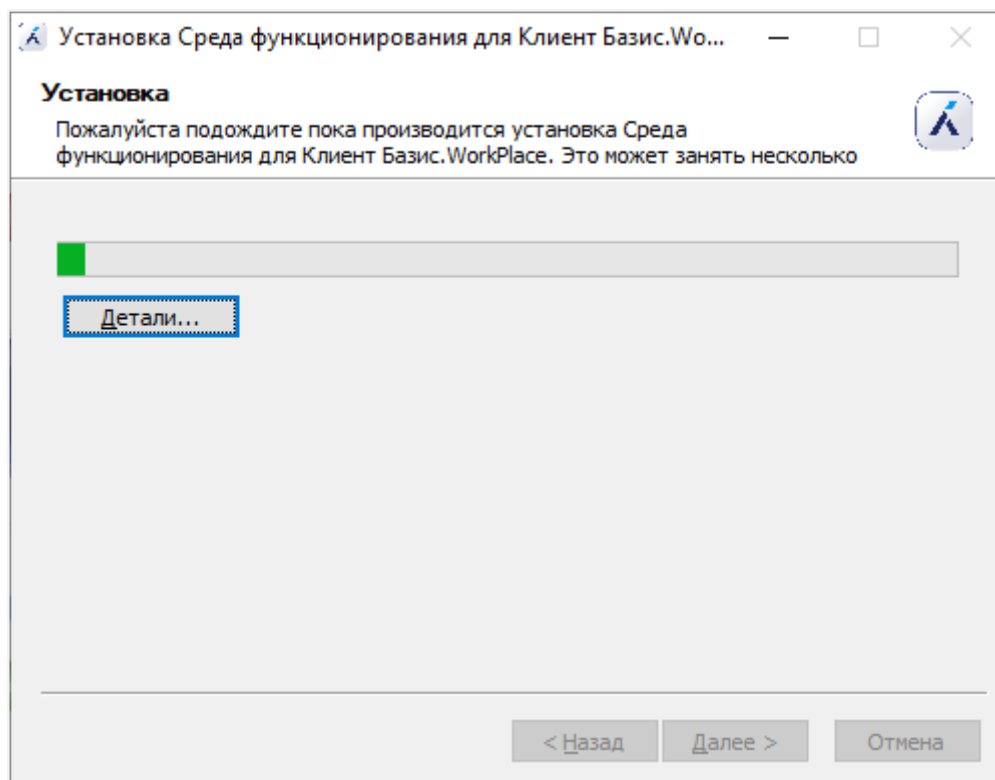 Установка Среда функционирования для Клиент Базис.Wo...
Установка
Пожалуйста подождите пока производится установка Среда
функционирования для Клиент Базис.WorkPlace. Это может занять несколько
Детали...
< Назад
Далее >
Отмена